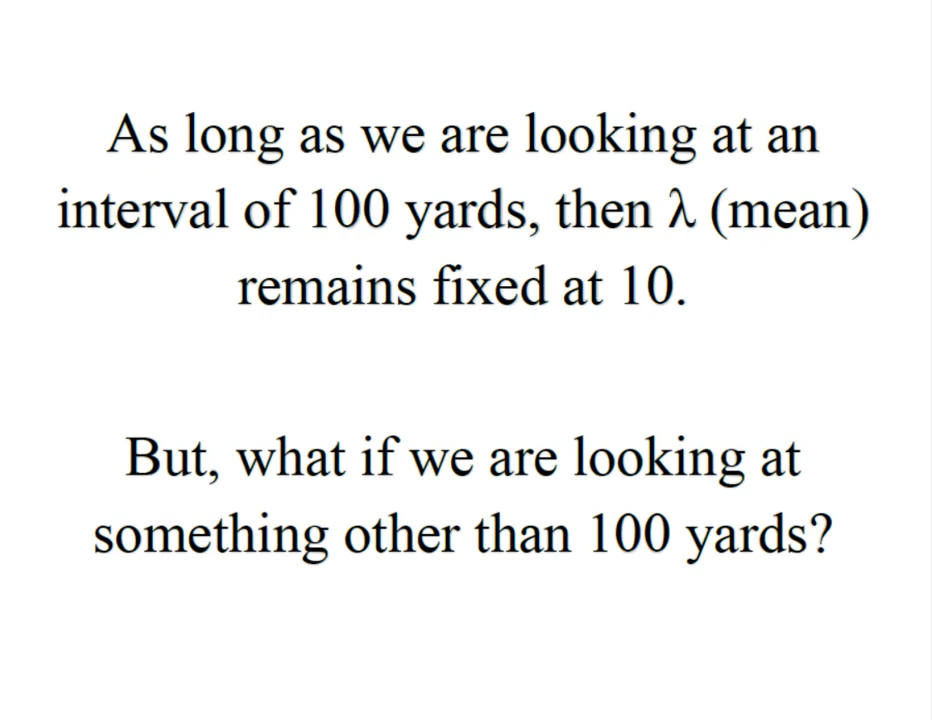 As long as we are looking at an
interval of 100 yards, then λ (mean)
remains fixed at 10.
But, what if we are looking at
something other than 100 yards?